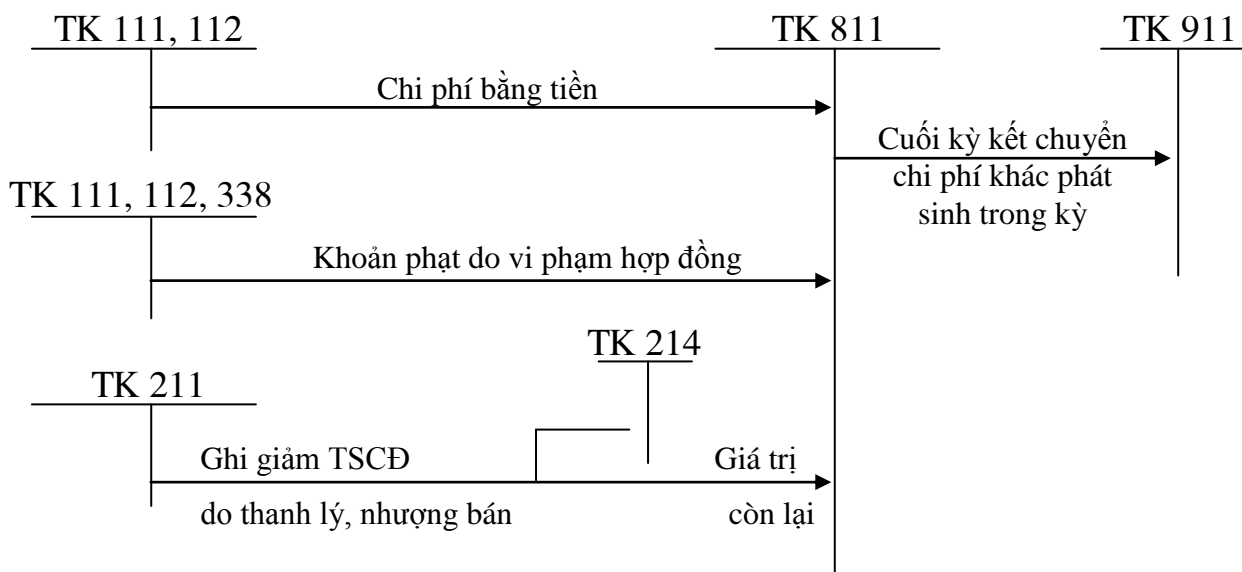 TK 111, 112
TK 811
TK 911
Chi phí bằng tiền
Cuối kỳ kết chuyển
chi phí khác phát
sinh trong kỳ
TK 111, 112, 338
Khoản phạt do vi phạm hợp đồng
TK 214
TK 211
Ghi giảm TSCĐ
Giá trị
do thanh lý, nhượng bán
còn lại